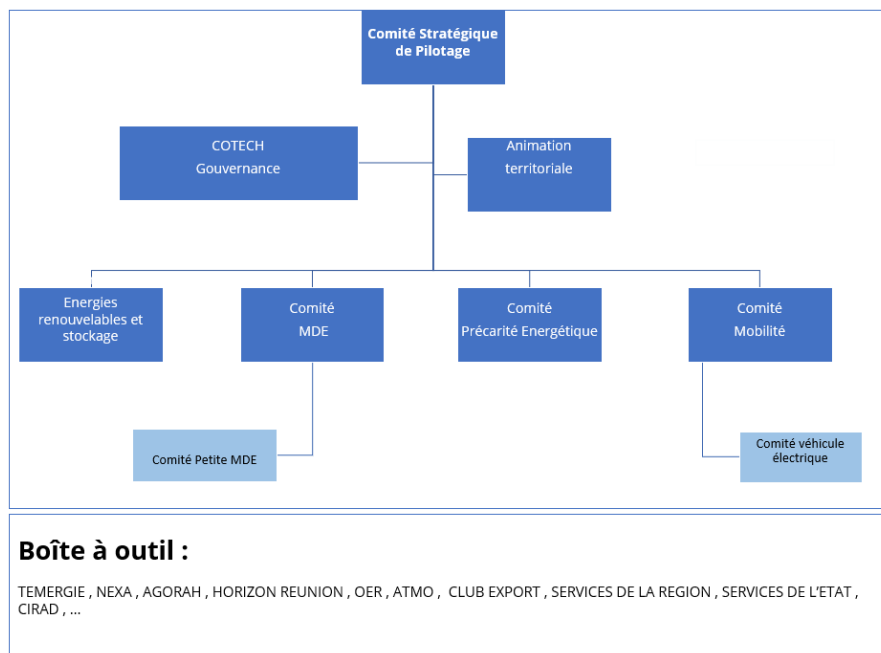 Comité Stratégique
de Pilotage
COTECH
Gouvernance
Animation
territoriale
Energies
renouvelables et
stockage
Comité
MDE
Comité
Précarité Energétique
Comité
Mobilité
Comité Petite MDE
Comité véhicule
électrique
Boîte à outil :
TEMERGIE , NEXA , AGORAH , HORIZON REUNION , OER , ATMO , CLUB EXPORT , SERVICES DE LA REGION , SERVICES DE L'ETAT ,
CIRAD , ...